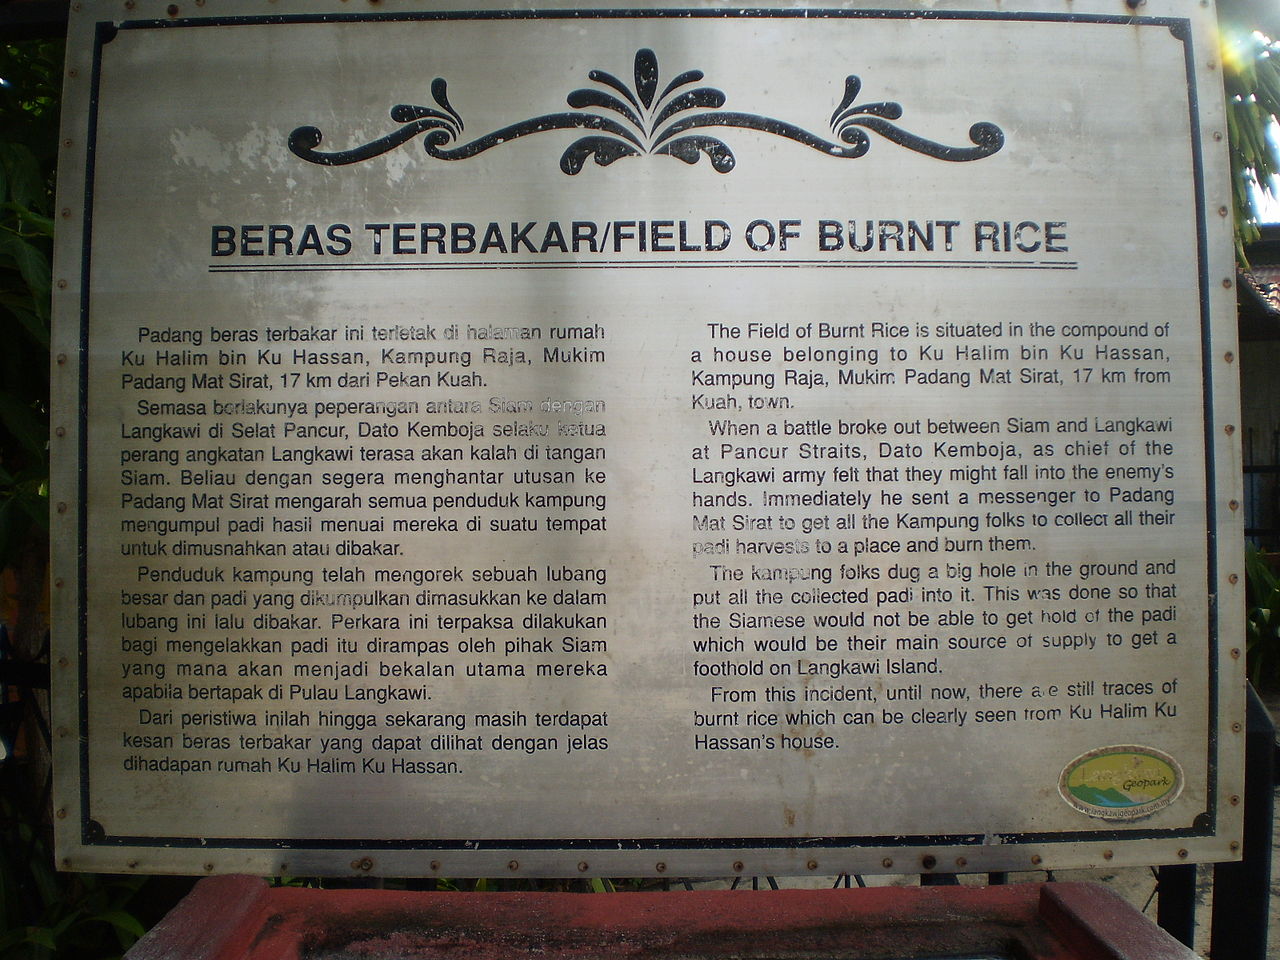 BERAS TERBAKAR/FIELD OF BURNT RICE
Padang beras terbakar ini terletak di halaman rumah
Ku Halim bin Ku Hassan, Kampung Raja, Mukim
Padang Mat Sirat, 17 km dari Pekan Kuah.
Semasa berlakunya peperangan antara Siam dengan
Langkawi di Selat Pancur, Dato Kemboja selaku ketua
perang angkatan Langkawi terasa akan kalah di tangan
Siam. Beliau dengan segera menghantar utusan ke
Padang Mat Sirat mengarah semua penduduk kampung
mengumpul padi hasil menuai mereka di suatu tempat
untuk dimusnahkan atau dibakar.
Penduduk kampung telah mengorek sebuah lubang
besar dan padi yang dikumpulkan dimasukkan ke dalam
lubang ini lalu dibakar. Perkara ini terpaksa dilakukan
bagi mengelakkan padi itu dirampas oleh pihak Siam
yang mana akan menjadi bekalan utama mereka
apabila bertapak di Pulau Langkawi.
Dari peristiwa inilah hingga sekarang masih terdapat
kesan beras terbakar yang dapat dilihat dengan jelas
dihadapan rumah Ku Halim Ku Hassan.
The Field of Burnt Rice is situated in the compound of
a house belonging to Ku Halim bin Ku Hassan,
Kampung Raja, Mukim Padang Mat Sirat, 17 km from
Kuah, town.
When a battle broke out between Siam and Langkawi
at Pancur Straits, Dato Kemboja, as chief of the
Langkawi army felt that they might fall into the enemy's
hands. Immediately he sent a messenger to Padang
Mat Sirat to get all the Kampung folks to collect all their
padi harvests to a place and burn them.
The kampung folks dug a big hole in the ground and
put all the collected padi into it. This was done so that
the Siamese would not be able to get hold of the padi
which would be their main source of supply to get a
foothold on Langkawi Island.
From this incident, until now, there are still traces of
burnt rice which can be clearly seen from Ku Halim Ku
Hassan's house.
Langkawi
Geopark
www.langkawigeopark.com.my